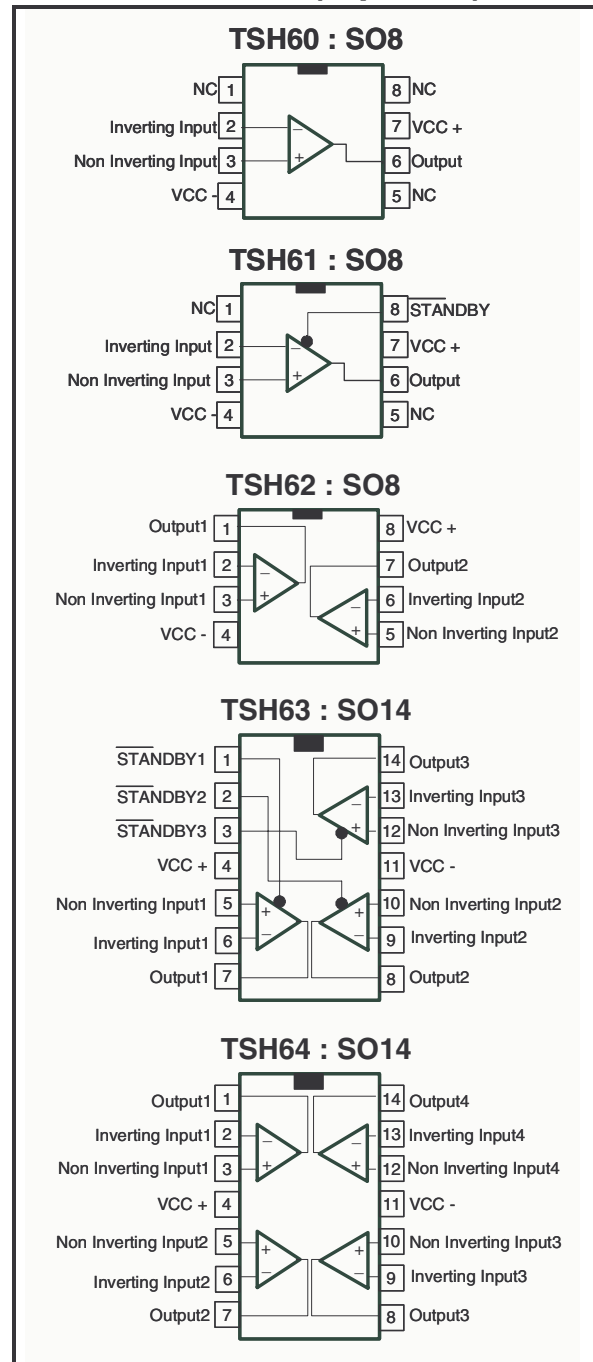 TSH60 : SO8
NC 1 8 NC
Inverting Input 2 − 7 VCC +
Non Inverting Input 3 + 6 Output
VCC - 4 5 NC
TSH61 : SO8
NC 1 8 STANDBY
Inverting Input 2 − 7 VCC +
Non Inverting Input 3 + 6 Output
VCC - 4 5 NC
TSH62 : SO8
Output1 1 8 VCC +
Inverting Input1 2 − 7 Output2
Non Inverting Input1 3 + − 6 Inverting Input2
VCC - 4 + 5 Non Inverting Input2
TSH63 : SO14
STANDBY1 1 14 Output3
STANDBY2 2 − 13 Inverting Input3
STANDBY3 3 + 12 Non Inverting Input3
VCC + 4 11 VCC -
Non Inverting Input1 5 + + 10 Non Inverting Input2
Inverting Input1 6 − − 9 Inverting Input2
Output1 7 8 Output2
TSH64 : SO14
Output1 1 14 Output4
Inverting Input1 2 − − 13 Inverting Input4
Non Inverting Input1 3 + + 12 Non Inverting Input4
VCC + 4 11 VCC -
Non Inverting Input2 5 + + 10 Non Inverting Input3
Inverting Input2 6 − − 9 Inverting Input3
Output2 7 8 Output3